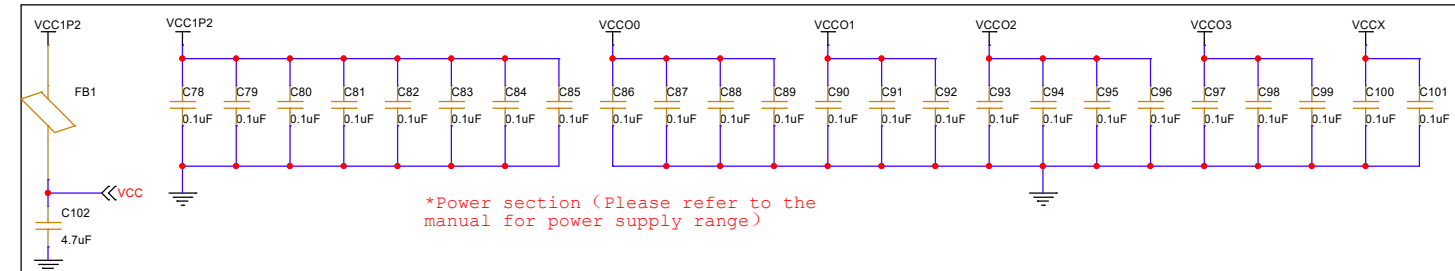 VCC1P2 VCC1P2 VCCO0 VCCO1 VCCO2 VCCO3 VCCX
FB1 C78 C79 C80 C81 C82 C83 C84 C85 C86 C87 C88 C89 C90 C91 C92 C93 C94 C95 C96 C97 C98 C99 C100 C101
0.1uF 0.1uF 0.1uF 0.1uF 0.1uF 0.1uF 0.1uF 0.1uF 0.1uF 0.1uF 0.1uF 0.1uF 0.1uF 0.1uF 0.1uF 0.1uF 0.1uF 0.1uF 0.1uF 0.1uF 0.1uF 0.1uF 0.1uF 0.1uF
VCC
*Power section（Please refer to the
manual for power supply range)
C102
4.7uF